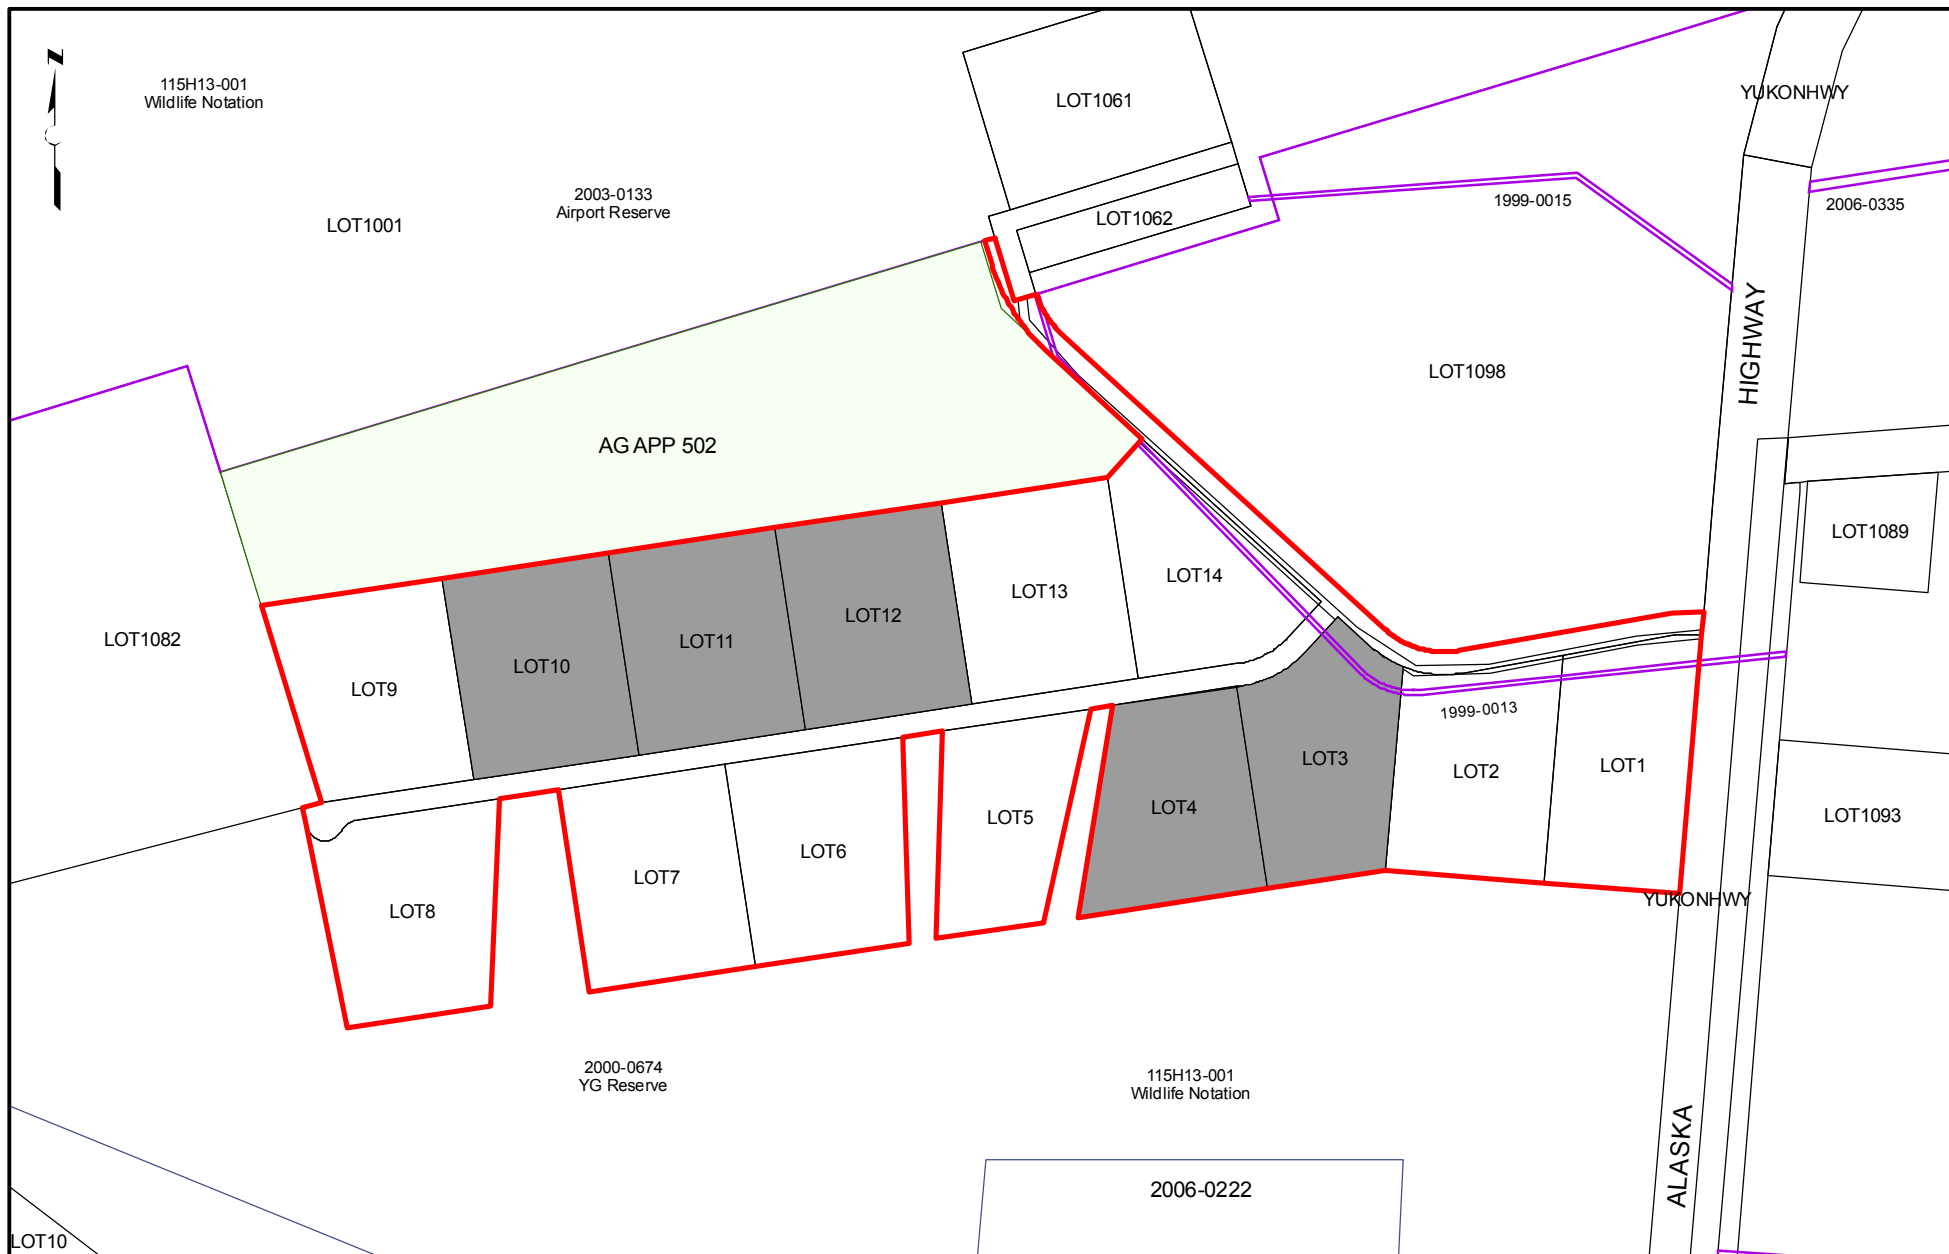 N
115H13-001
Wildlife Notation
LOT1061
YUKONHWY
2003-0133
Airport Reserve
LOT1001
LOT1062
1999-0015
2006-0335
HIGHWAY
LOT1098
AG APP 502
LOT1089
LOT14
LOT13
LOT12
LOT11
LOT10
LOT9
LOT1082
1999-0013
LOT3
LOT2
LOT1
LOT4
LOT5
LOT6
LOT7
LOT8
LOT1093
YUKONHWY
2000-0674
YG Reserve
115H13-001
Wildlife Notation
ALASKA
2006-0222
LOT10